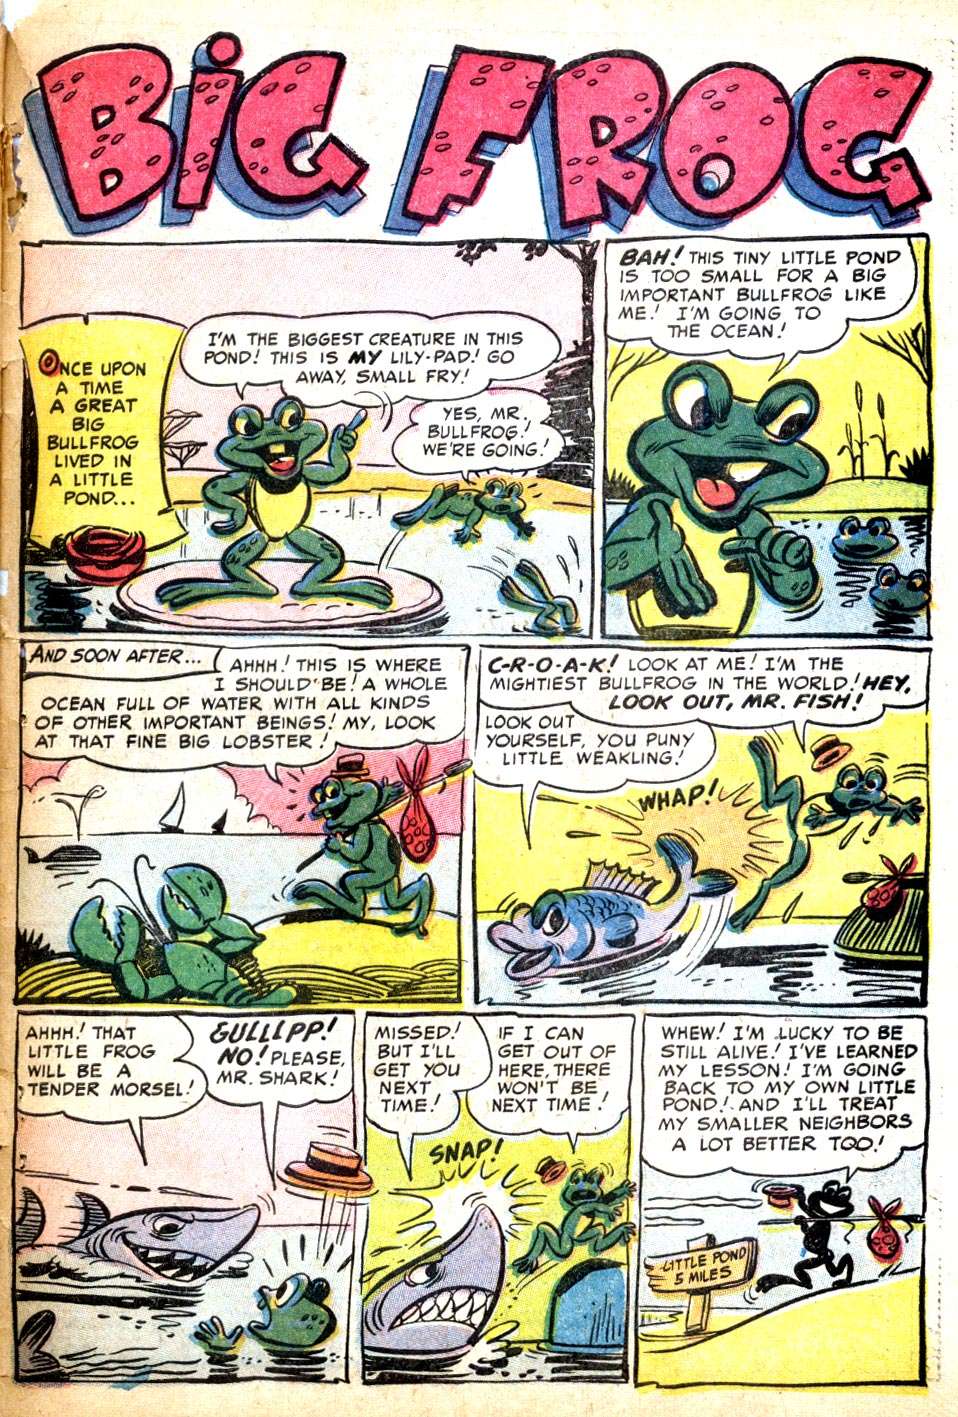 BIG FROG
ONCE UPON
A TIME
A GREAT
BIG
BULLFROG
LIVED IN
A LITTLE
POND...
I'M THE BIGGEST CREATURE IN THIS
POND! THIS IS MY LILY-PAD! GO
AWAY, SMALL FRY!
YES, MR.
BULLFROG!
WE'RE GOING!
BAH! THIS TINY LITTLE POND
IS TOO SMALL FOR A BIG
IMPORTANT BULLFROG LIKE
ME! I'M GOING TO
THE OCEAN!
AND SOON AFTER...
AHHH! THIS IS WHERE
I SHOULD BE! A WHOLE
OCEAN FULL OF WATER WITH ALL KINDS
OF OTHER IMPORTANT BEINGS! MY, LOOK
AT THAT FINE BIG LOBSTER!
C-R-O-A-K! LOOK AT ME! I'M THE
MIGHTIEST BULLFROG IN THE WORLD! HEY,
LOOK OUT, MR. FISH!
LOOK OUT
YOURSELF, YOU PUNY
LITTLE WEAKLING!
WHAP!
AHHH! THAT
LITTLE FROG
WILL BE A
TENDER MORSEL!
GULLLPP!
NO! PLEASE,
MR. SHARK!
MISSED!
BUT I'LL
GET YOU
NEXT
TIME!
IF I CAN
GET OUT OF
HERE, THERE
WON'T BE
NEXT TIME!
SNAP!
WHEW! I'M LUCKY TO BE
STILL ALIVE! I'VE LEARNED
MY LESSON! I'M GOING
BACK TO MY OWN LITTLE
POND! AND I'LL TREAT
MY SMALLER NEIGHBORS
A LOT BETTER TOO!
LITTLE POND
5 MILES